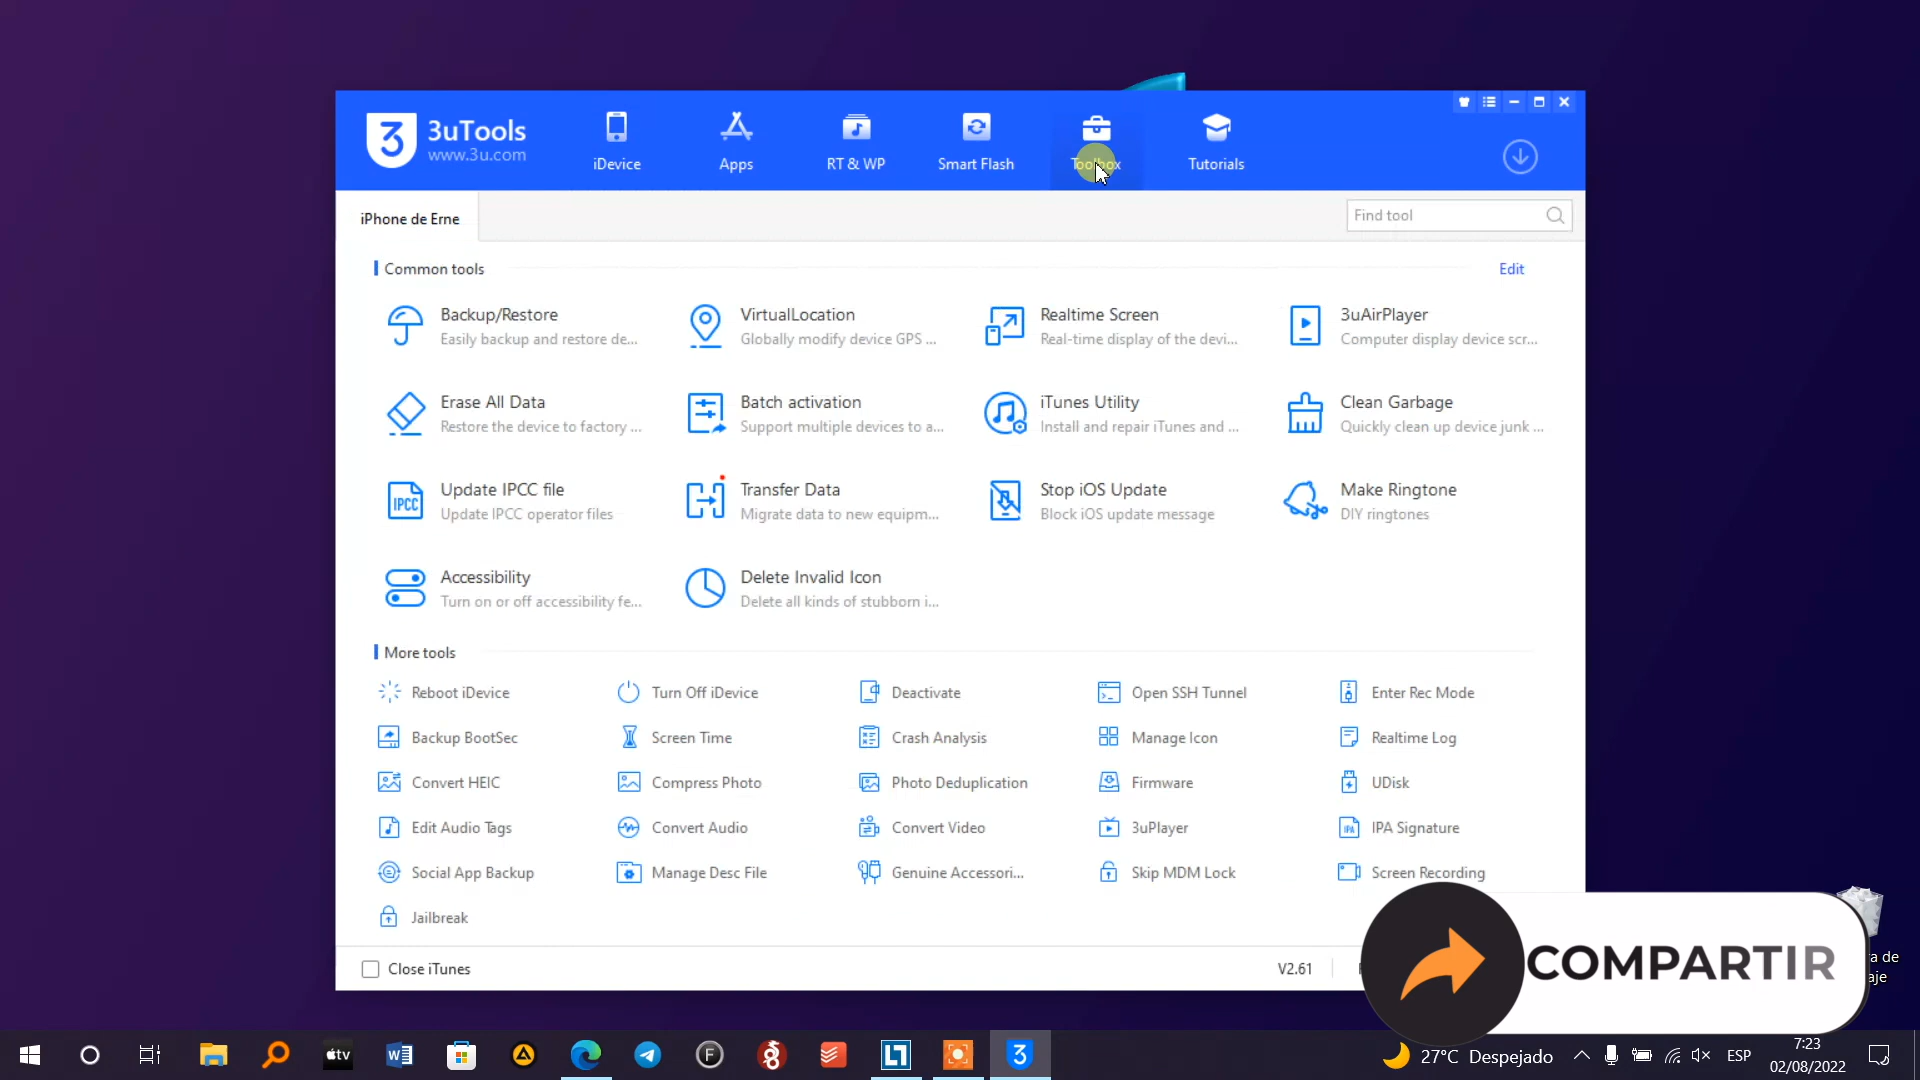 3uTools
www.3u.com
iDevice
Apps
RT & WP
Smart Flash
Toolbox
Tutorials
iPhone de Erne
Find tool
Common tools
Edit
Backup/Restore
Easily backup and restore de...
VirtualLocation
Globally modify device GPS ...
Realtime Screen
Real-time display of the devi...
3uAirPlayer
Computer display device scr...
Erase All Data
Restore the device to factory ...
Batch activation
Support multiple devices to a...
iTunes Utility
Install and repair iTunes and ...
Clean Garbage
Quickly clean up device junk ...
IPCC
Update IPCC file
Update IPCC operator files
Transfer Data
Migrate data to new equipm...
Stop iOS Update
Block iOS update message
Make Ringtone
DIY ringtones
Accessibility
Turn on or off accessibility fe...
Delete Invalid Icon
Delete all kinds of stubborn i...
More tools
Reboot iDevice
Turn Off iDevice
Deactivate
Open SSH Tunnel
Enter Rec Mode
Backup BootSec
Screen Time
Crash Analysis
Manage Icon
Realtime Log
Convert HEIC
Compress Photo
Photo Deduplication
Firmware
UDisk
Edit Audio Tags
Convert Audio
Convert Video
3uPlayer
IPA Signature
Social App Backup
Manage Desc File
Genuine Accessori...
Skip MDM Lock
Screen Recording
Jailbreak
Close iTunes
V2.61
COMPARTIR
a de
aje
tv
27°C Despejado
ESP
7:23
02/08/2022